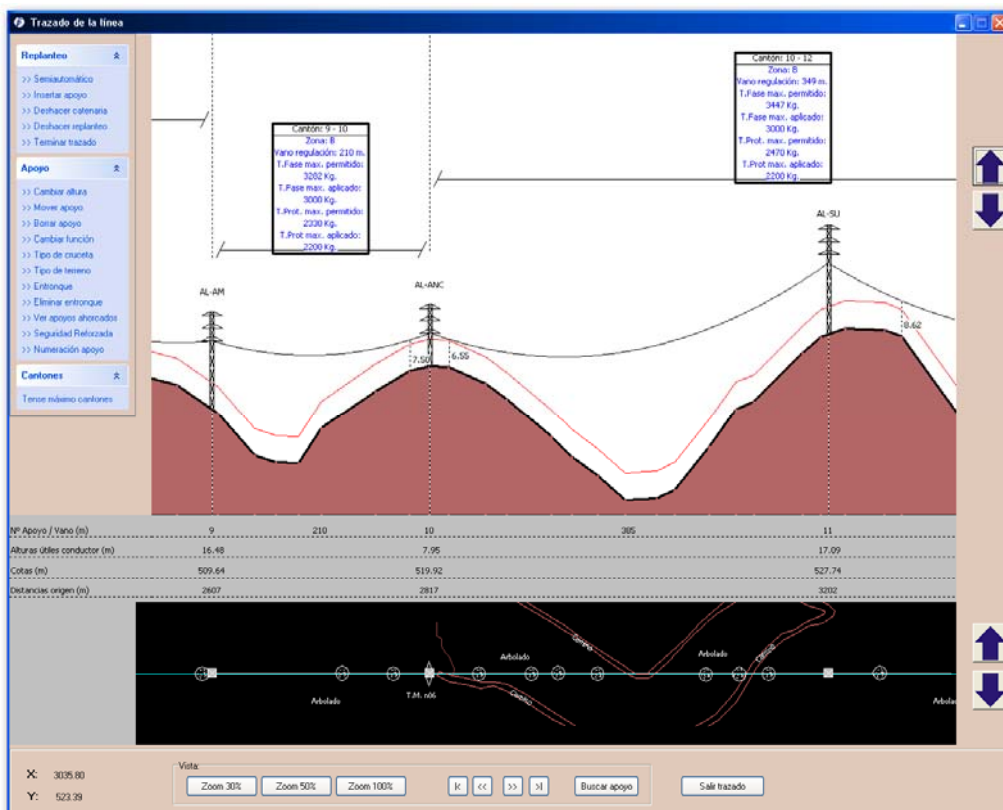 Trazado de la línea
Replanteo
>> Semiautomático
>> Insertar apoyo
>> Deshacer catenaria
>> Deshacer replanteo
>> Terminar trazado
Apoyo
>> Cambiar altura
>> Mover apoyo
>> Borrar apoyo
>> Cambiar función
>> Tipo de cruceta
>> Tipo de terreno
>> Entronque
>> Eliminar entronque
>> Ver apoyos ahorcados
>> Seguridad Reforzada
>> Numeración apoyo
Cantones
Tense máximo cantones
Cantón: 9 - 10
Zona: B
Vano regulación: 210 m.
T.Fase max. permitido:
3202 Kg.
T.Fase max. aplicado:
3000 Kg.
T.Prot. max. permitido:
2330 Kg.
T.Prot max. aplicado:
2200 Kg.
Cantón: 10 - 12
Zona: B
Vano regulación: 349 m.
T.Fase max. permitido:
3447 Kg.
T.Fase max. aplicado:
3000 Kg.
T.Prot. max. permitido:
2470 Kg.
T.Prot max. aplicado:
2200 Kg.
AL-AM
AL-ANC
AL-SU
7.50
6.55
8.62
Nº Apoyo / Vano (m) 9 210 10 385 11
Alturas útiles conductor (m) 16.48 7.95 17.09
Cotas (m) 509.64 519.92 527.74
Distancias origen (m) 2607 2817 3202
Camino
Arbolado
Arbolado
Camino
Arbolado
T.M. n06
Camino
Arbolad
X: 3035.80
Y: 523.39
Vista:
Zoom 30%
Zoom 50%
Zoom 100%
|<
<<
>>
>|
Buscar apoyo
Salir trazado